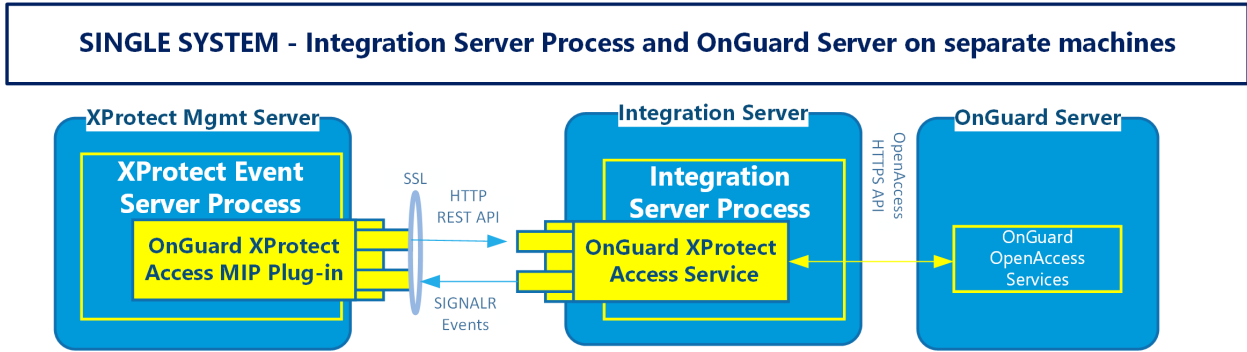 SINGLE SYSTEM - Integration Server Process and OnGuard Server on separate machines
XProtect Mgmt Server
XProtect Event
Server Process
OnGuard XProtect
Access MIP Plug-in
SSL
HTTP
REST API
SIGNALR
Events
Integration Server
Integration
Server Process
OnGuard XProtect
Access Service
OpenAccess
HTTPS API
OnGuard Server
OnGuard
OpenAccess
Services